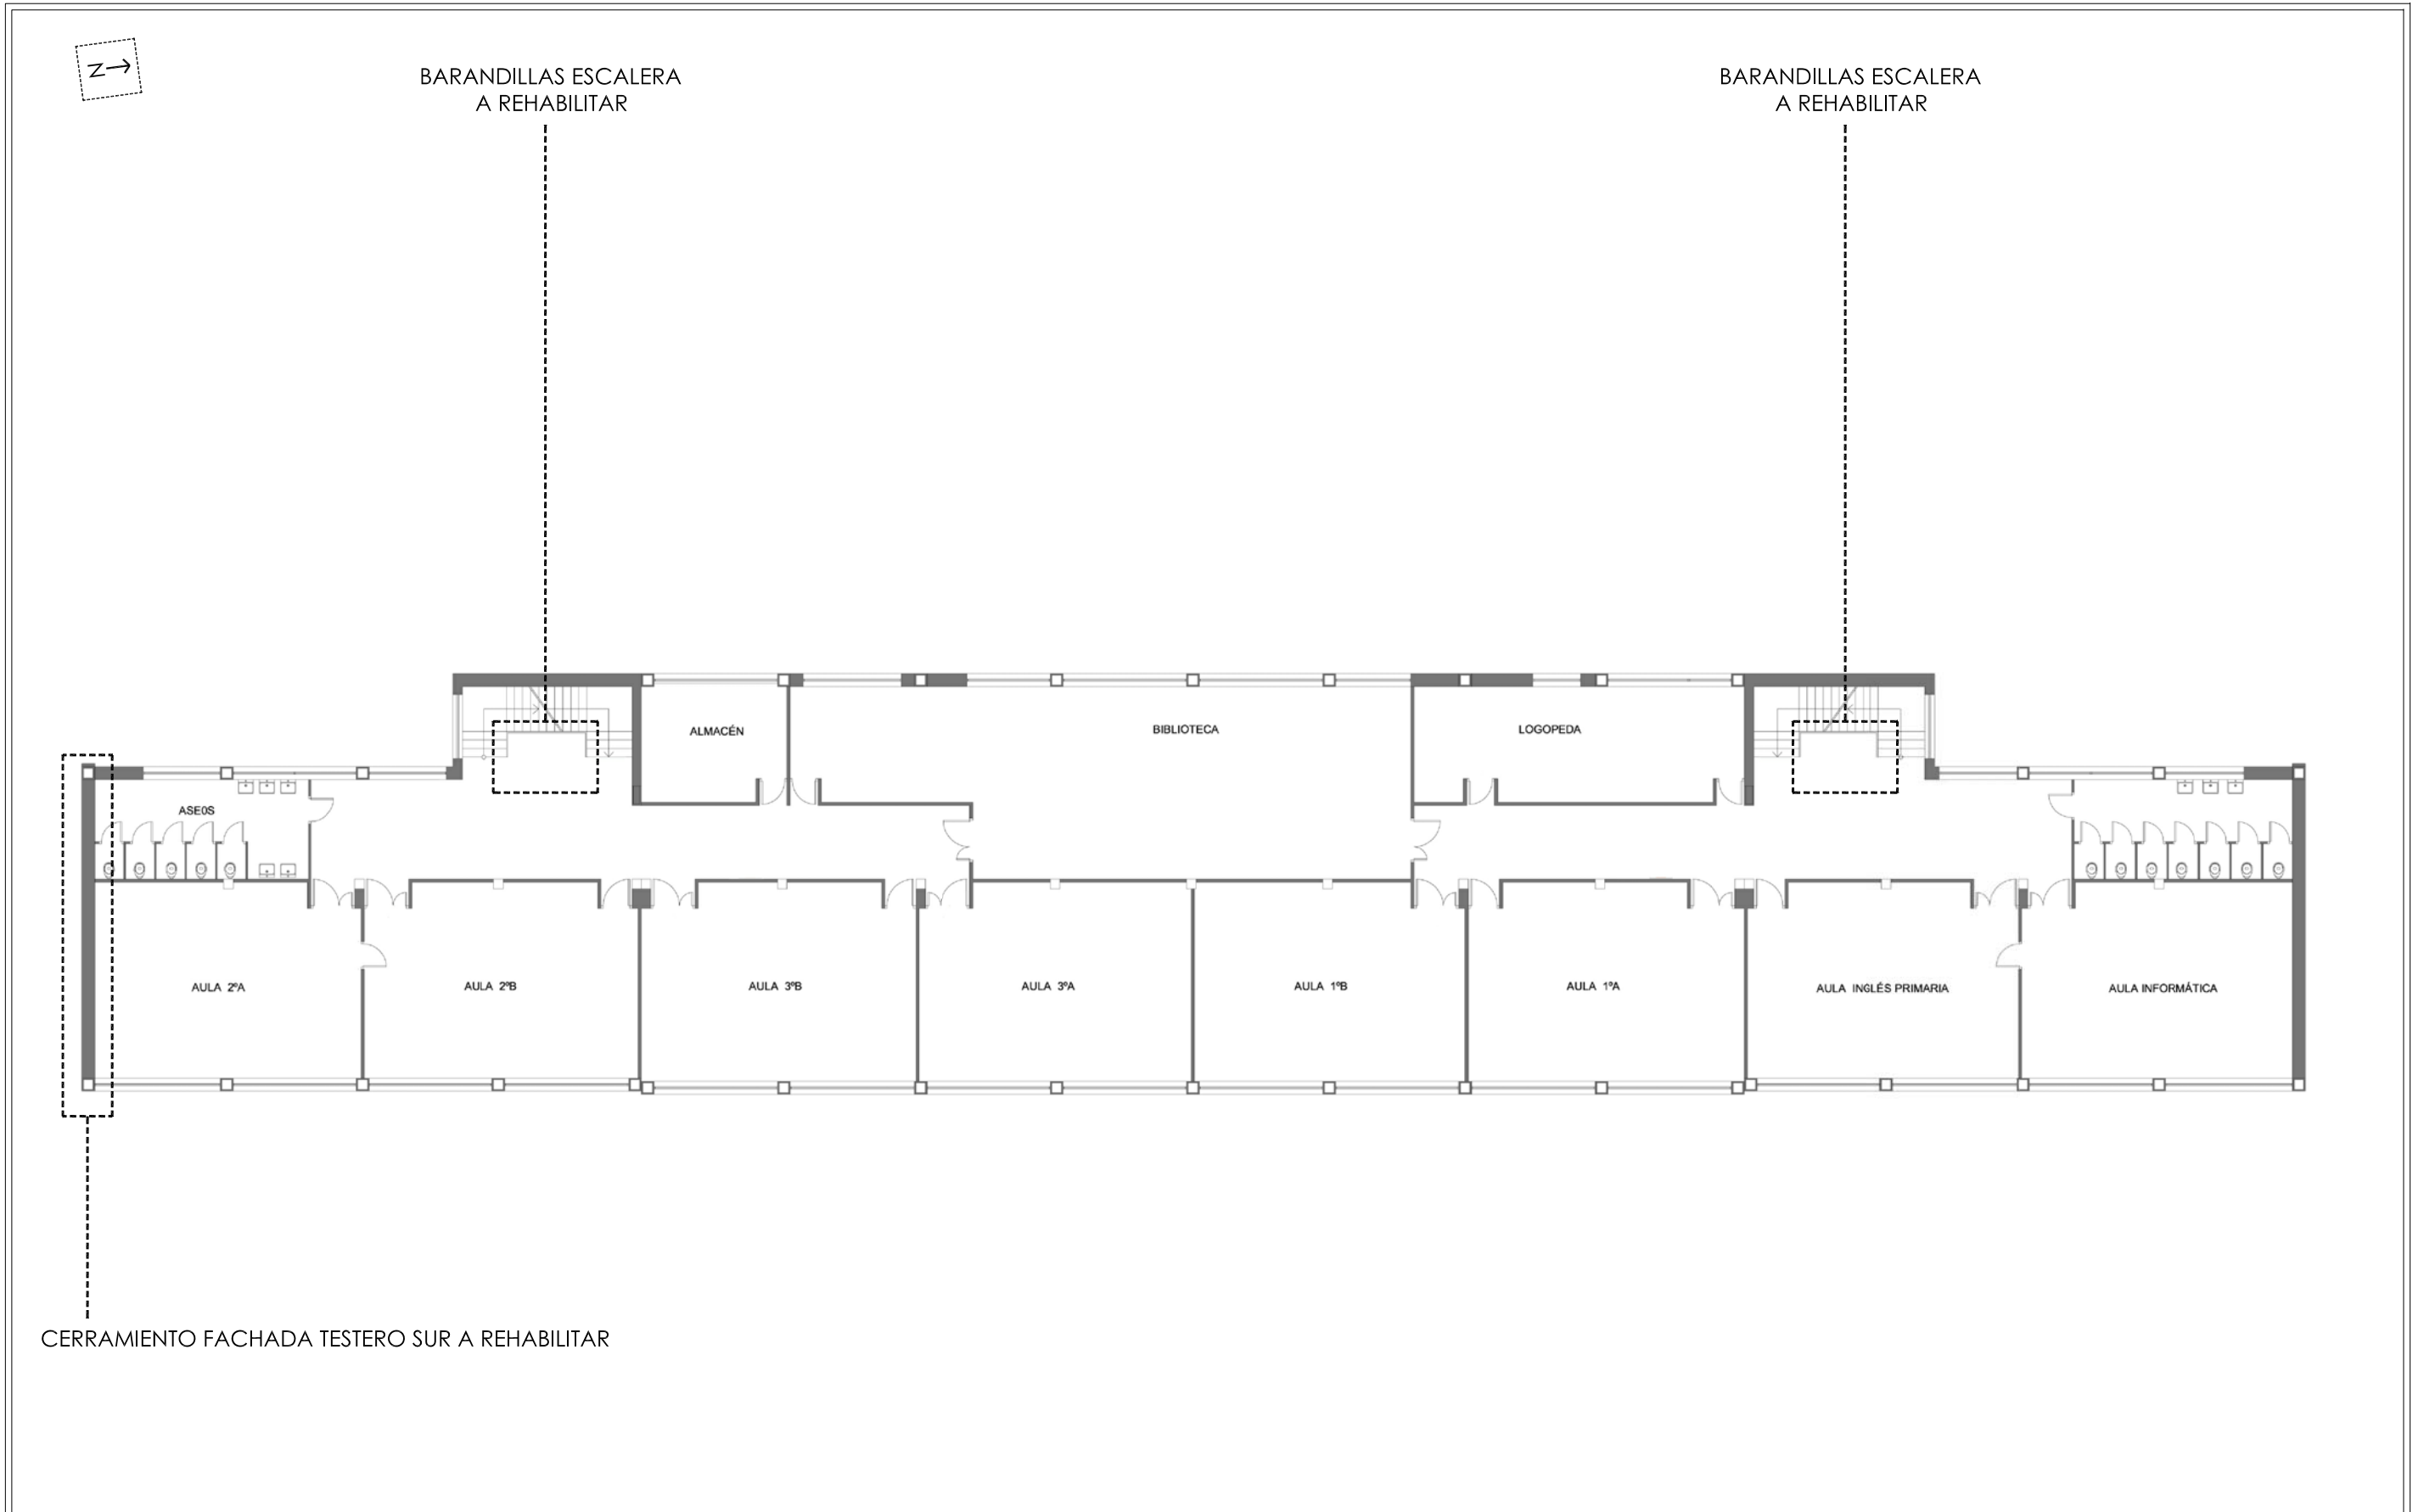 N
BARANDILLAS ESCALERA
A REHABILITAR
BARANDILLAS ESCALERA
A REHABILITAR
ALMACÉN
BIBLIOTECA
LOGOPEDA
ASE0S
AULA 2ºA
AULA 2ºB
AULA 3ºB
AULA 3ºA
AULA 1ºB
AULA 1ºA
AULA INGLÉS PRIMARIA
AULA INFORMÁTICA
CERRAMIENTO FACHADA TESTERO SUR A REHABILITAR